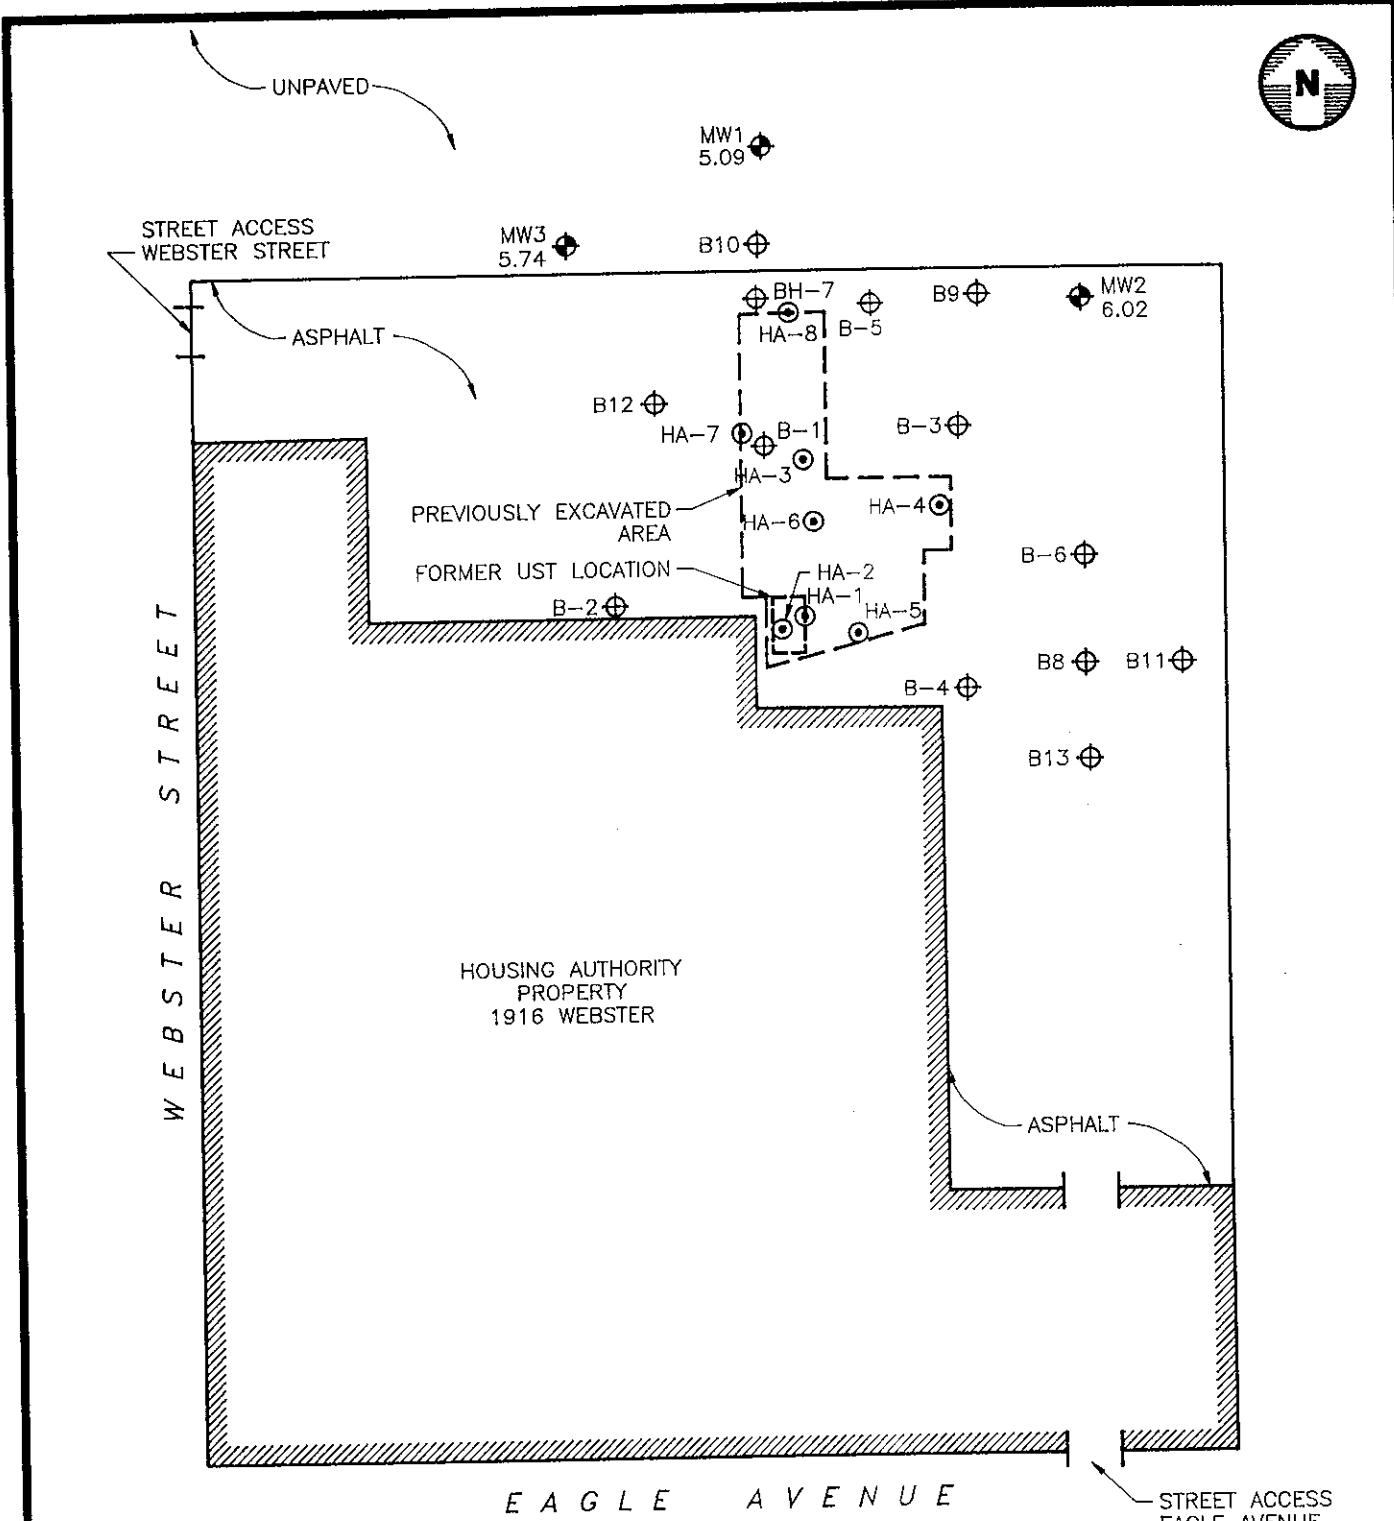 N
UNPAVED
MW1
5.09
STREET ACCESS
WEBSTER STREET
MW3
5.74
B10
BH-7
HA-8
B-5
B9
MW2
6.02
ASPHALT
B12
HA-7
B-1
B-3
HA-3
HA-4
PREVIOUSLY EXCAVATED
AREA
HA-6
B-6
FORMER UST LOCATION
HA-2
HA-1
HA-5
B-2
B8
B11
B-4
B13
WEBSTER STREET
HOUSING AUTHORITY
PROPERTY
1916 WEBSTER
ASPHALT
EAGLE AVENUE
STREET ACCESS
EAGLE AVENUE